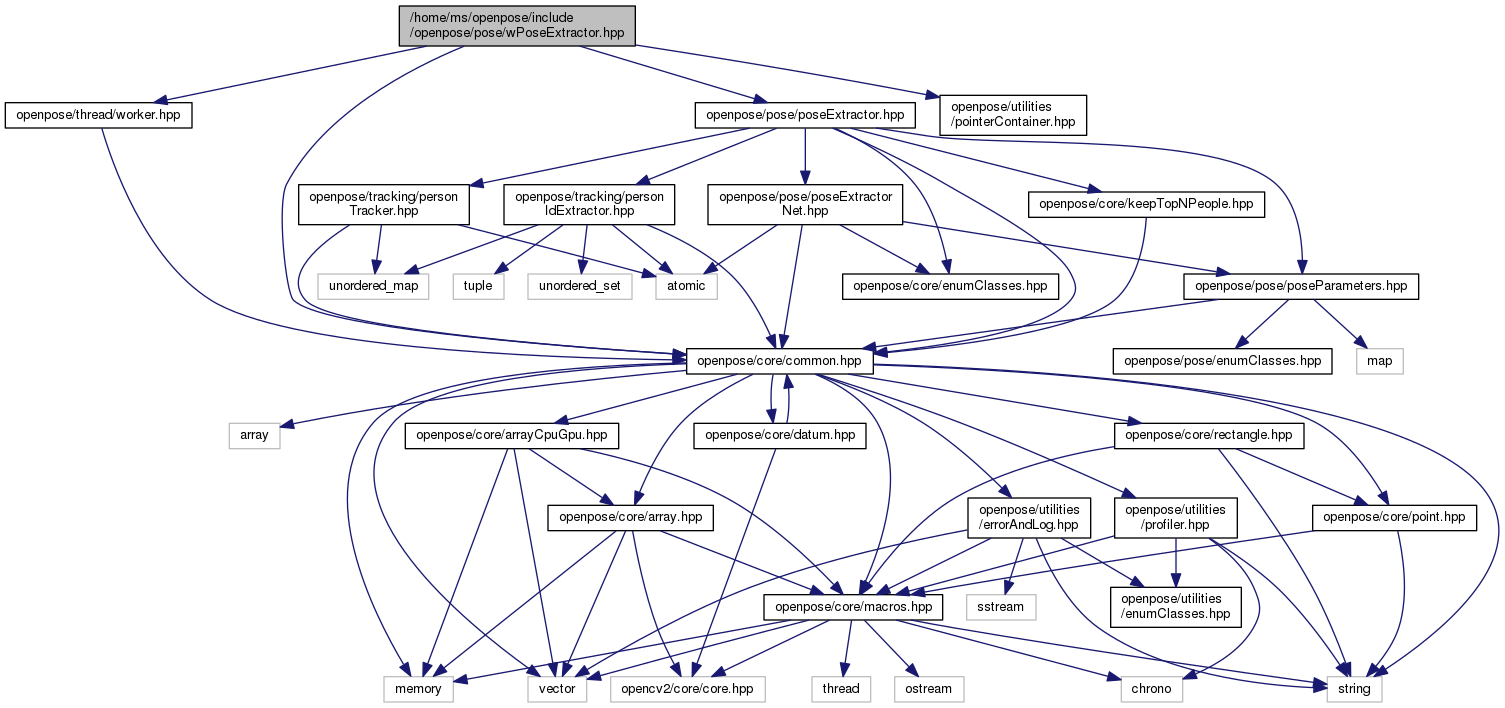 /home/ms/openpose/include
/openpose/pose/wPoseExtractor.hpp
openpose/thread/worker.hpp
openpose/pose/poseExtractor.hpp
openpose/utilities
/pointerContainer.hpp
openpose/tracking/person
Tracker.hpp
openpose/tracking/person
IdExtractor.hpp
openpose/pose/poseExtractor
Net.hpp
openpose/core/keepTopNPeople.hpp
unordered_map
tuple
unordered_set
atomic
openpose/core/enumClasses.hpp
openpose/pose/poseParameters.hpp
openpose/core/common.hpp
openpose/pose/enumClasses.hpp
map
array
openpose/core/arrayCpuGpu.hpp
openpose/core/datum.hpp
openpose/core/rectangle.hpp
openpose/core/array.hpp
openpose/utilities
/errorAndLog.hpp
openpose/utilities
/profiler.hpp
openpose/core/point.hpp
openpose/core/macros.hpp
sstream
openpose/utilities
/enumClasses.hpp
memory
vector
opencv2/core/core.hpp
thread
ostream
chrono
string